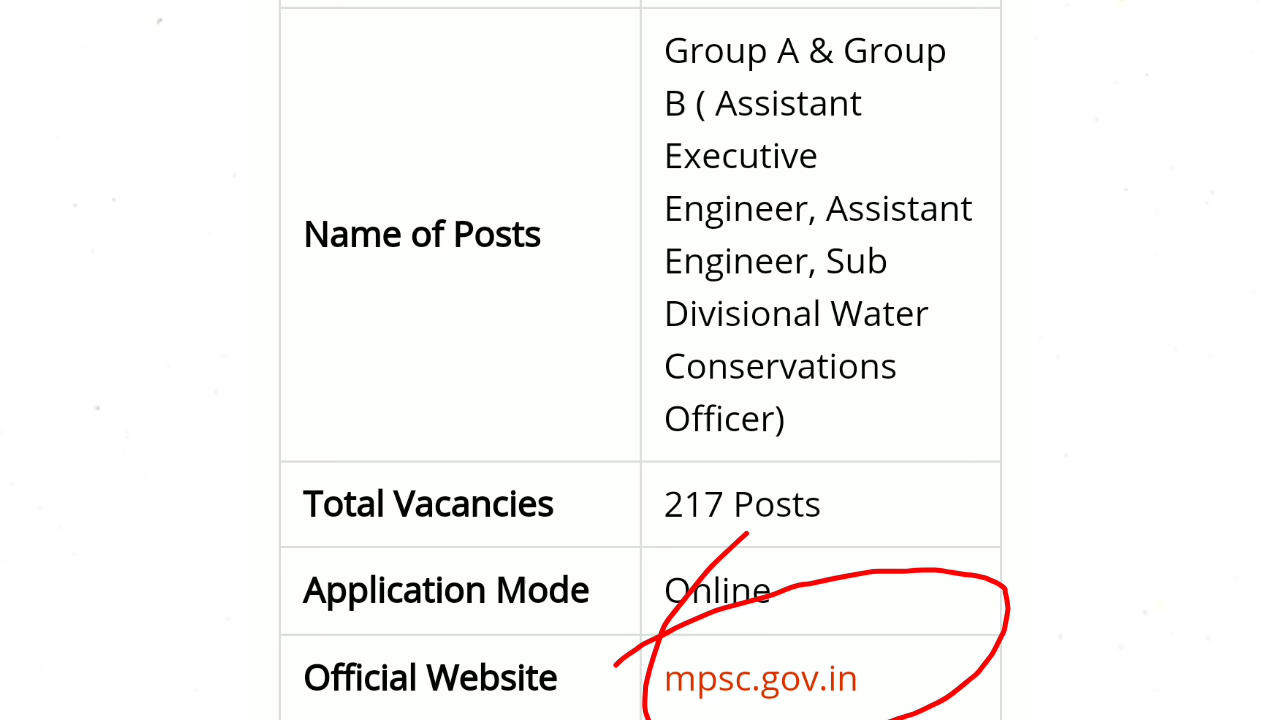 Group A & Group
B ( Assistant
Executive
Engineer, Assistant
Name of Posts
Engineer, Sub
Divisional Water
Conservations
Officer)
Total Vacancies 217 Posts
Application Mode Online
Official Website mpsc.gov.in